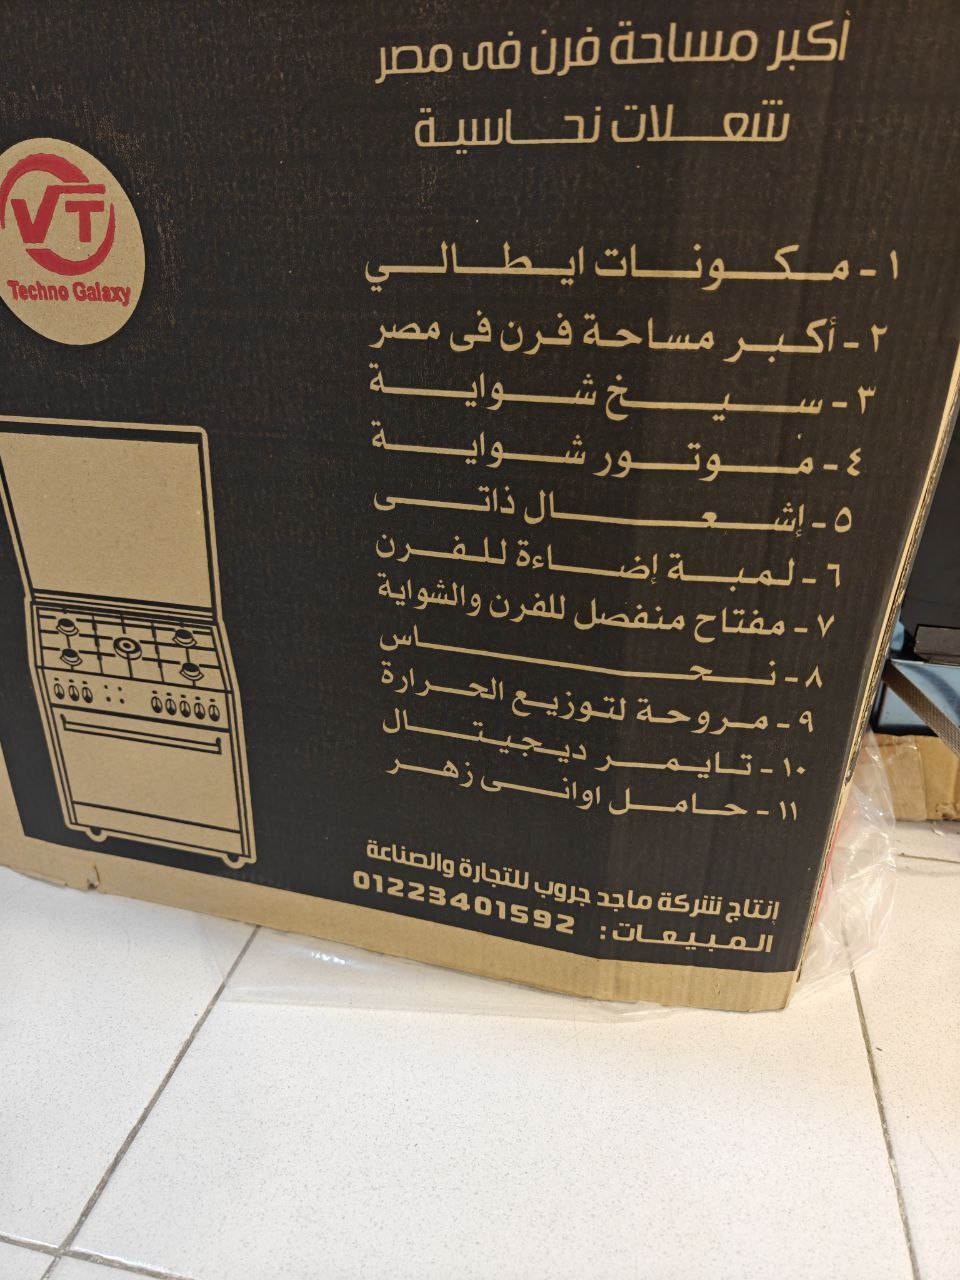 أكبر مساحة فرن فى مصر
شعلات نحاسية
VT
Techno Galaxy
١ - مكونات ايطالي
٢ - أكبر مساحة فرن فى مصر
٣ - سيخ شواية
٤ - موتور شواية
٥ - إشعال ذاتى
٦ - لمبة إضاءة للفرن
٧ - مفتاح منفصل للفرن والشواية
٨ - نحاس
٩ - مروحة لتوزيع الحرارة
١٠ - تايمر ديجيتال
١١ - حامل اوانى زهر
إنتاج شركة ماجد جروب للتجارة والصناعة
المبيعات : 01223401592